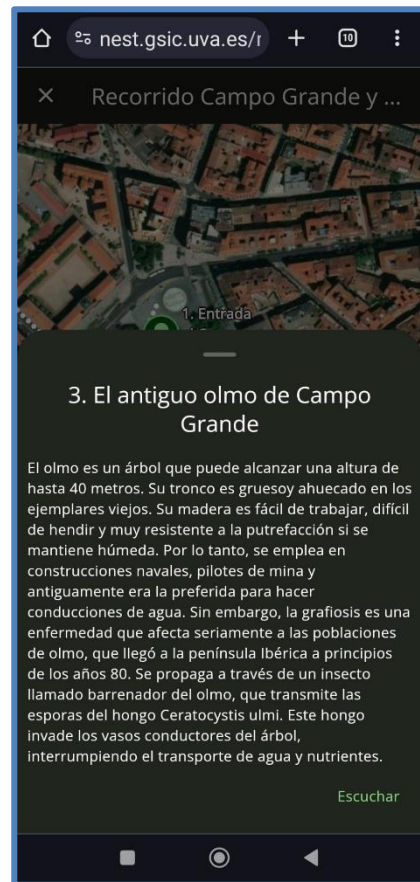 nest.gsic.uva.es/r
10
Recorrido Campo Grande y ...
1. Entrada
3. El antiguo olmo de Campo
Grande
El olmo es un árbol que puede alcanzar una altura de
hasta 40 metros. Su tronco es gruesoy ahuecado en los
ejemplares viejos. Su madera es fácil de trabajar, difícil
de hendir y muy resistente a la putrefacción si se
mantiene húmeda. Por lo tanto, se emplea en
construcciones navales, pilotes de mina y
antiguamente era la preferida para hacer
conducciones de agua. Sin embargo, la grafiosis es una
enfermedad que afecta seriamente a las poblaciones
de olmo, que llegó a la península Ibérica a principios
de los años 80. Se propaga a través de un insecto
llamado barrenador del olmo, que transmite las
esporas del hongo Ceratocystis ulmi. Este hongo
invade los vasos conductores del árbol,
interrumpiendo el transporte de agua y nutrientes.
Escuchar